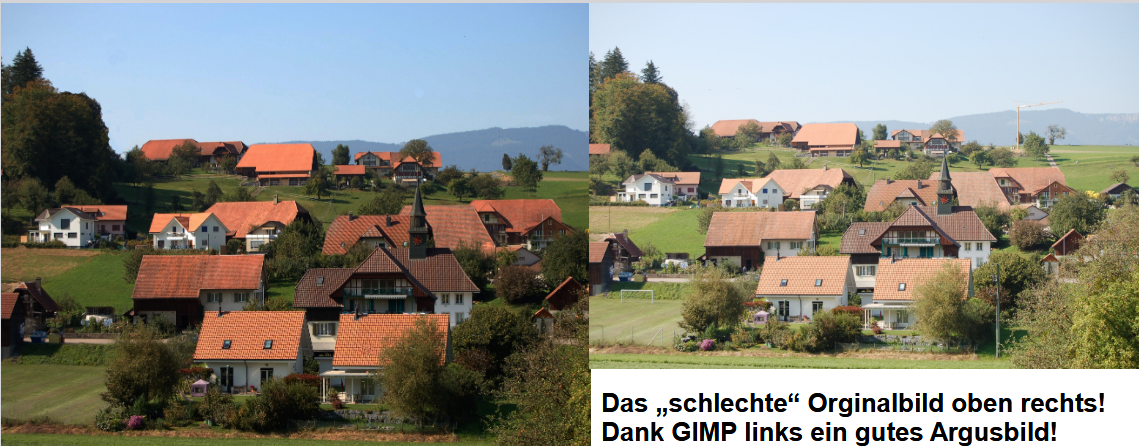 Das „schlechte“ Orginalbild oben rechts!
Dank GIMP links ein gutes Argusbild!